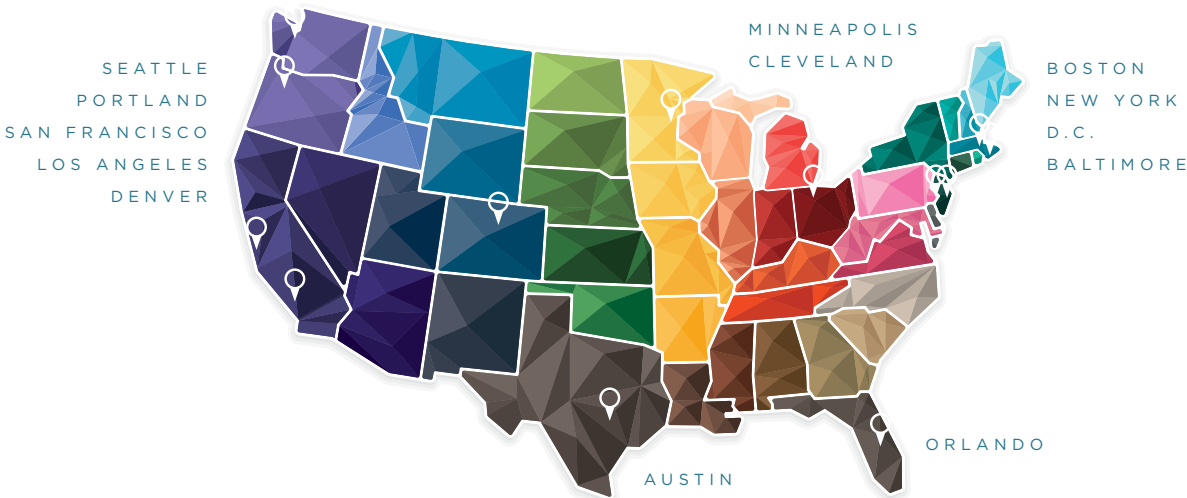 SEATTLE
PORTLAND
SAN FRANCISCO
LOS ANGELES
DENVER
MINNEAPOLIS
CLEVELAND
BOSTON
NEW YORK
D.C.
BALTIMORE
ORLANDO
AUSTIN